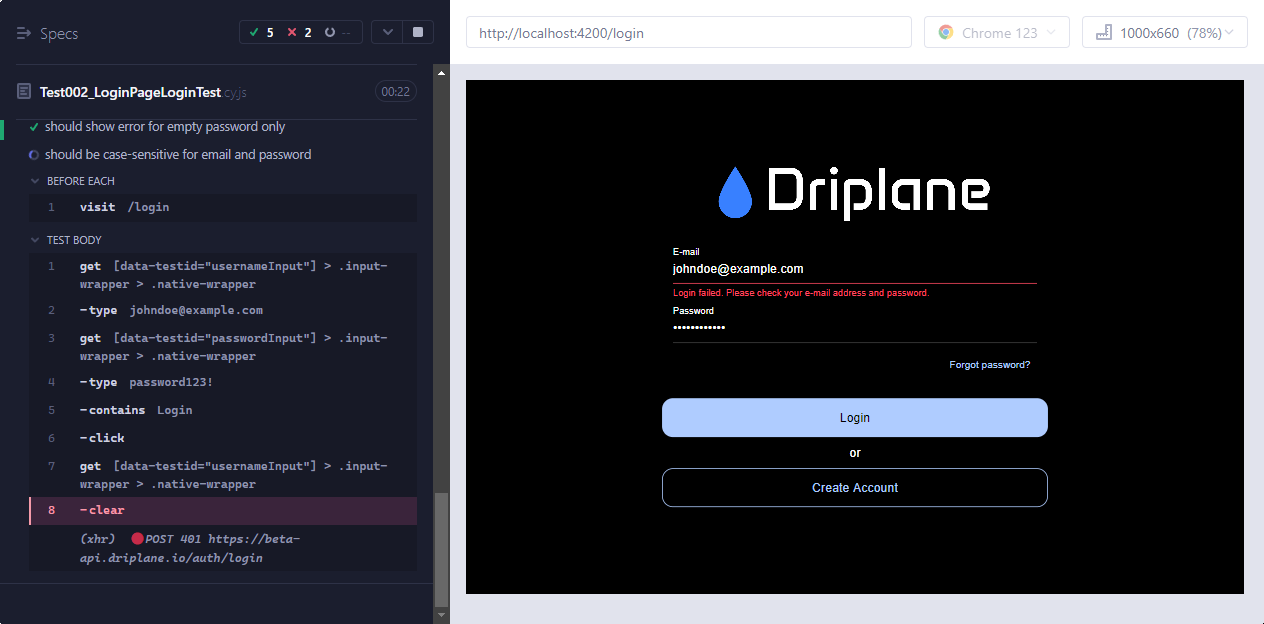 Specs
5 2 --
Test002_LoginPageLoginTest.cy.js 00:22
should show error for empty password only
should be case-sensitive for email and password
BEFORE EACH
1 visit /login
TEST BODY
1 get [data-testid="usernameInput"] > .input-
wrapper > .native-wrapper
2 -type johndoe@example.com
3 get [data-testid="passwordInput"] > .input-
wrapper > .native-wrapper
4 -type password123!
5 -contains Login
6 -click
7 get [data-testid="usernameInput"] > .input-
wrapper > .native-wrapper
8 -clear
(xhr) POST 401 https://beta-
api.driplane.io/auth/login
http://localhost:4200/login
Chrome 123
1000x660 (78%)
Driplane
E-mail
johndoe@example.com
Login failed. Please check your e-mail address and password.
Password
••••••••••••
Forgot password?
Login
or
Create Account